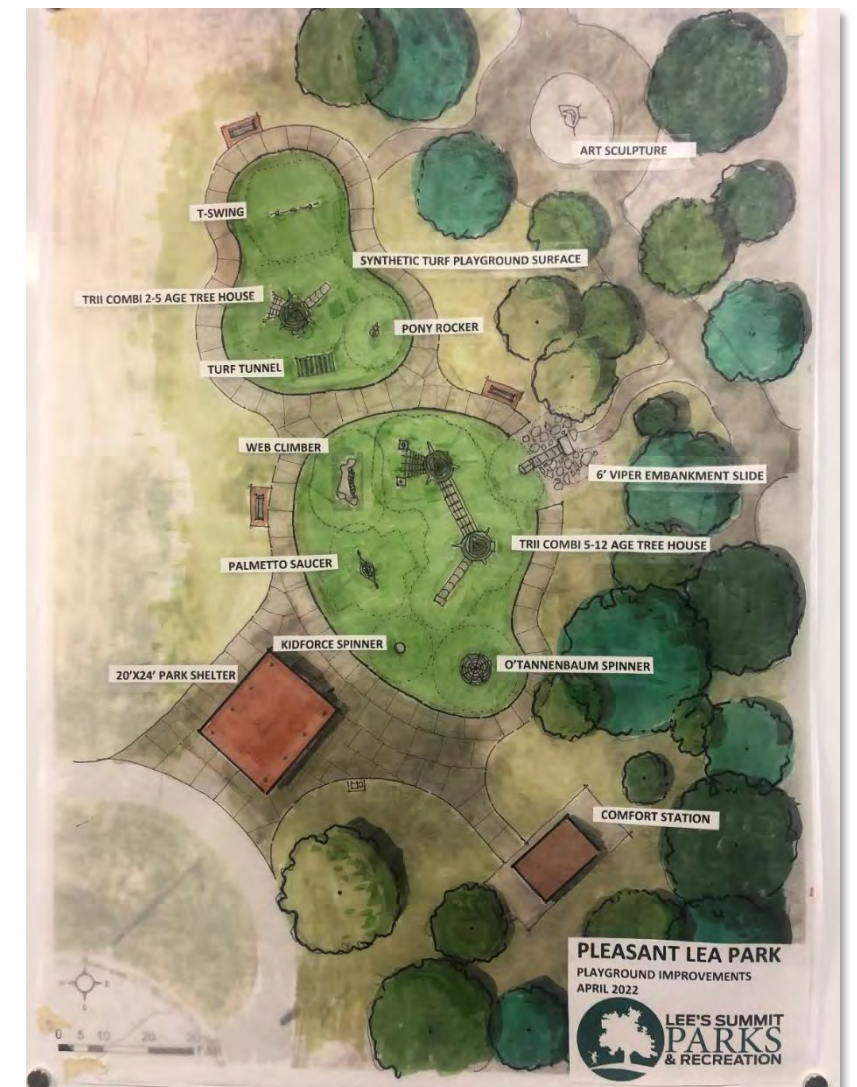 ART SCULPTURE
T-SWING
SYNTHETIC TURF PLAYGROUND SURFACE
TRII COMBI 2-5 AGE TREE HOUSE
PONY ROCKER
TURF TUNNEL
WEB CLIMBER
6' VIPER EMBANKMENT SLIDE
TRII COMBI 5-12 AGE TREE HOUSE
PALMETTO SAUCER
KIDFORCE SPINNER
O'TANNENBAUM SPINNER
20'X24' PARK SHELTER
COMFORT STATION
PLEASANT LEA PARK
PLAYGROUND IMPROVEMENTS
APRIL 2022
LEE'S SUMMIT
PARKS
& RECREATION
0 5 10 20